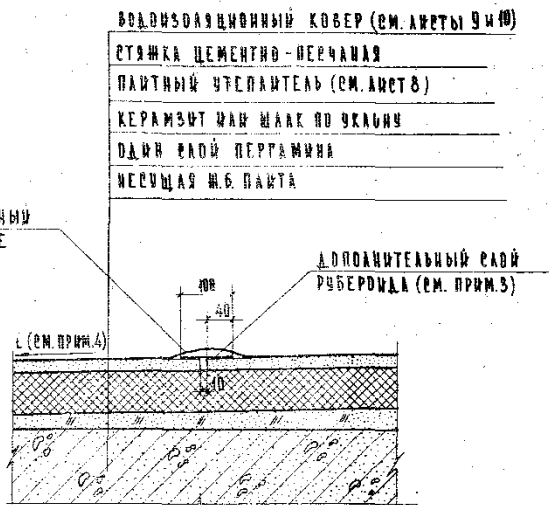 ВОДОИЗОЛЯЦИОННЫЙ КОВЕР (СМ. ЛИСТЫ 9 и 10)
СТЯЖКА ЦЕМЕНТНО-ПЕСЧАНАЯ
ПЛИТНЫЙ УТЕПЛИТЕЛЬ (СМ. ЛИСТ 8)
КЕРАМЗИТ ИЛИ ШЛАК ПО УКЛОНУ
ОДИН СЛОЙ ПЕРГАМИНА
НЕСУЩАЯ Ж.Б. ПЛИТА
ДОПОЛНИТЕЛЬНЫЙ СЛОЙ
РУБЕРОИДА (СМ. ПРИМ.3)
100
40
(СМ. ПРИМ.4)
10